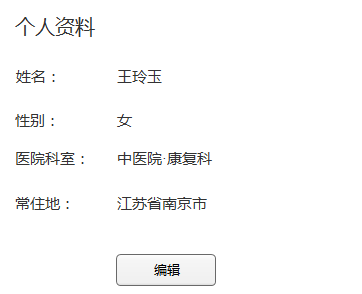 个人资料
姓名： 王玲玉
性别： 女
医院科室： 中医院·康复科
常住地： 江苏省南京市
编辑